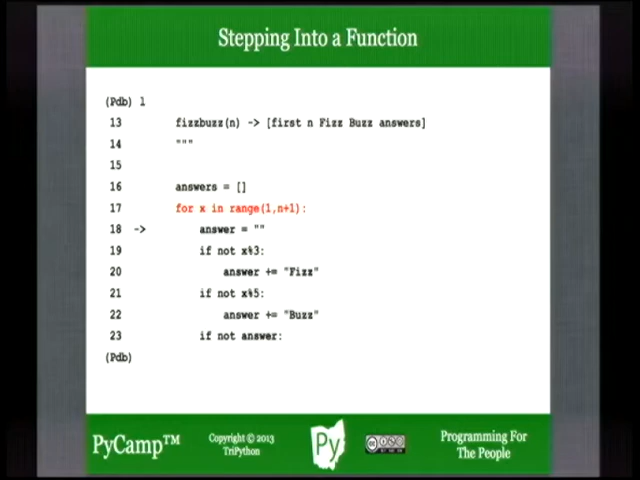 Stepping Into a Function
(Pdb) l
13 fizzbuzz(n) -> [first n Fizz Buzz answers]
14 """
15
16 answers = []
17 for x in range(1,n+1):
18 -> answer = ""
19 if not x%3:
20 answer += "Fizz"
21 if not x%5:
22 answer += "Buzz"
23 if not answer:
(Pdb)
PyCamp™
Copyright © 2013
TriPython
Py
Programming For
The People